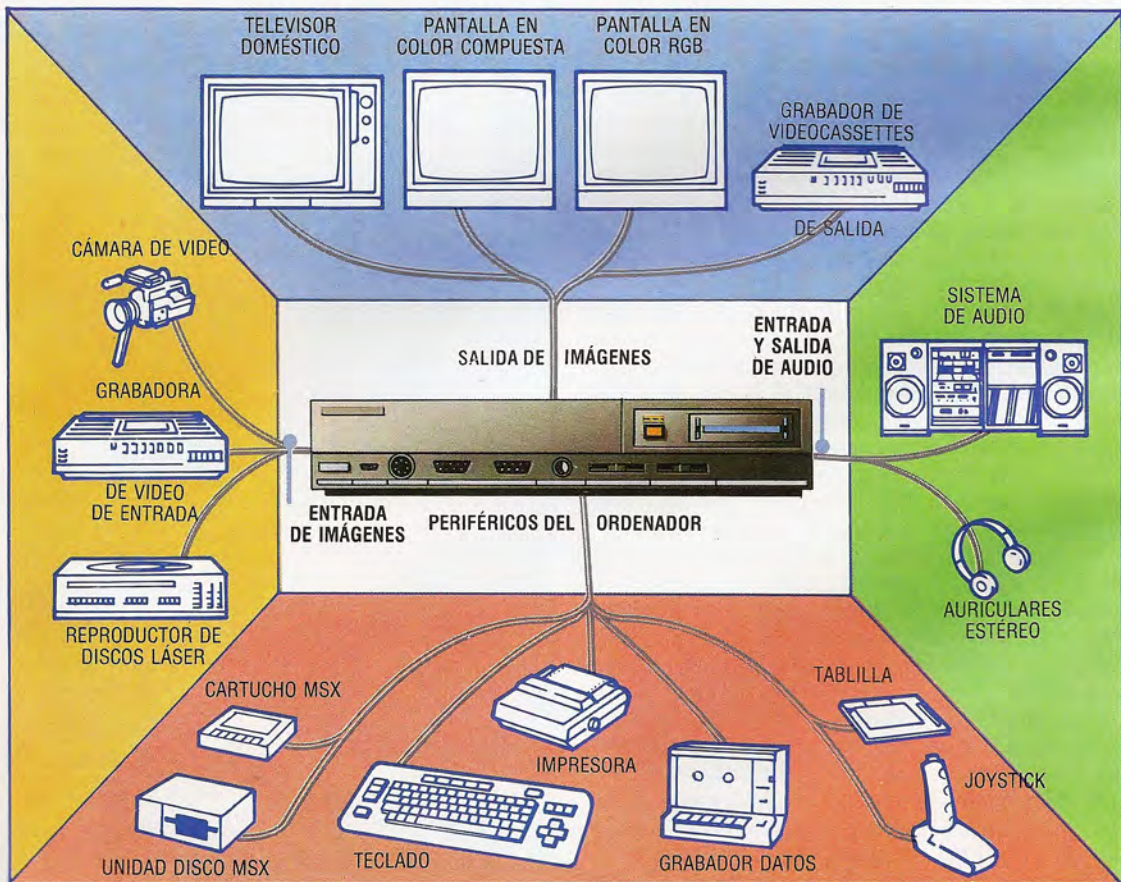 TELEVISOR
DOMÉSTICO
PANTALLA EN
COLOR COMPUESTA
PANTALLA EN
COLOR RGB
GRABADOR DE
VIDEOCASSETTES
DE SALIDA
CÁMARA DE VIDEO
GRABADORA
DE VIDEO
DE ENTRADA
REPRODUCTOR DE
DISCOS LÁSER
SALIDA DE IMÁGENES
ENTRADA
Y SALIDA
DE AUDIO
SISTEMA
DE AUDIO
ENTRADA
DE IMÁGENES
PERIFÉRICOS DEL ORDENADOR
AURICULARES
ESTÉREO
CARTUCHO MSX
UNIDAD DISCO MSX
TECLADO
IMPRESORA
GRABADOR DATOS
TABLILLA
JOYSTICK